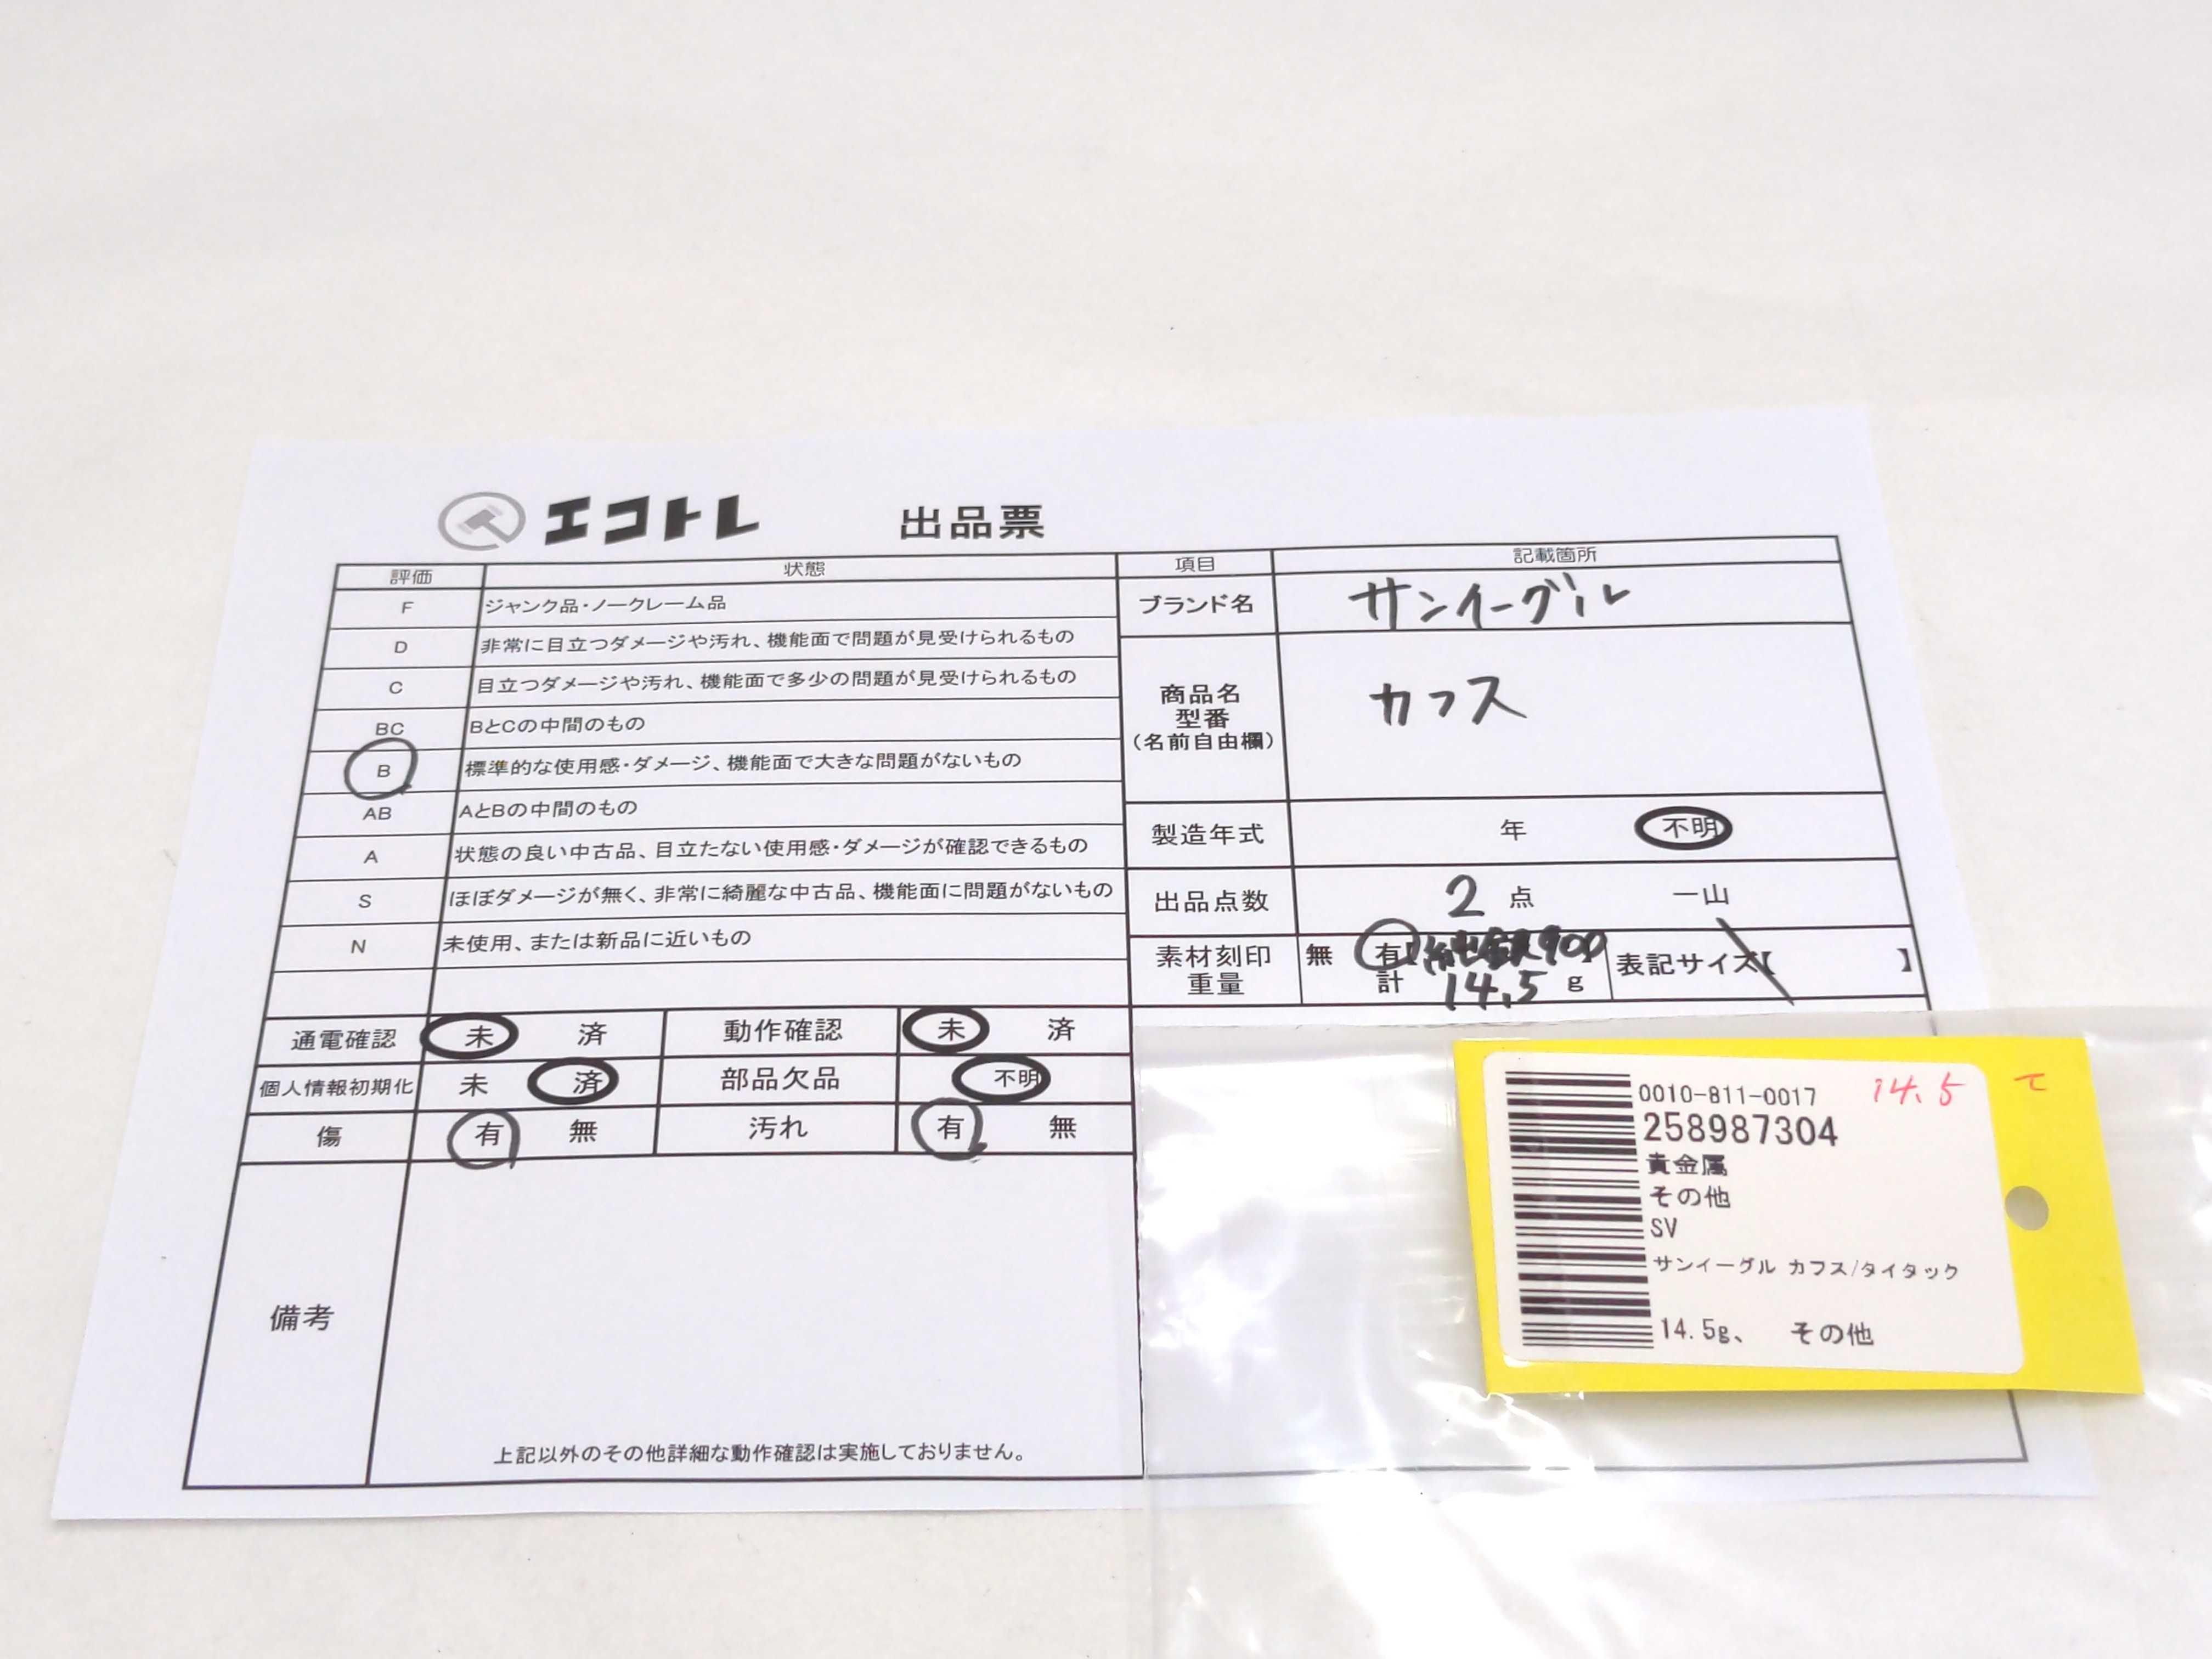 エコトレ 出品票
評価 状態 項目 記載箇所
F ジャンク品・ノークレーム品
D 非常に目立つダメージや汚れ、機能面で問題が見受けられるもの
C 目立つダメージや汚れ、機能面で多少の問題が見受けられるもの
BC BとCの中間のもの
B 標準的な使用感・ダメージ、機能面で大きな問題がないもの
AB AとBの中間のもの
A 状態の良い中古品、目立たない使用感・ダメージが確認できるもの
S ほぼダメージが無く、非常に綺麗な中古品、機能面に問題がないもの
N 未使用、または新品に近いもの
ブランド名 サンイーグル
商品名
型番
(名前自由欄)
カフス
製造年式 年 不明
出品点数 2 点 一山
素材刻印 無 有 純銀900
重量 計 14.5 g
表記サイズ【 】
通電確認 未 済 動作確認 未 済
個人情報初期化 未 済 部品欠品 不明
傷 有 無 汚れ 有 無
備考
上記以外のその他詳細な動作確認は実施しておりません。
0010-811-0017 14.5 て
258987304
貴金属
その他
SV
サンイーグル カフス/タイタック
14.5g、 その他